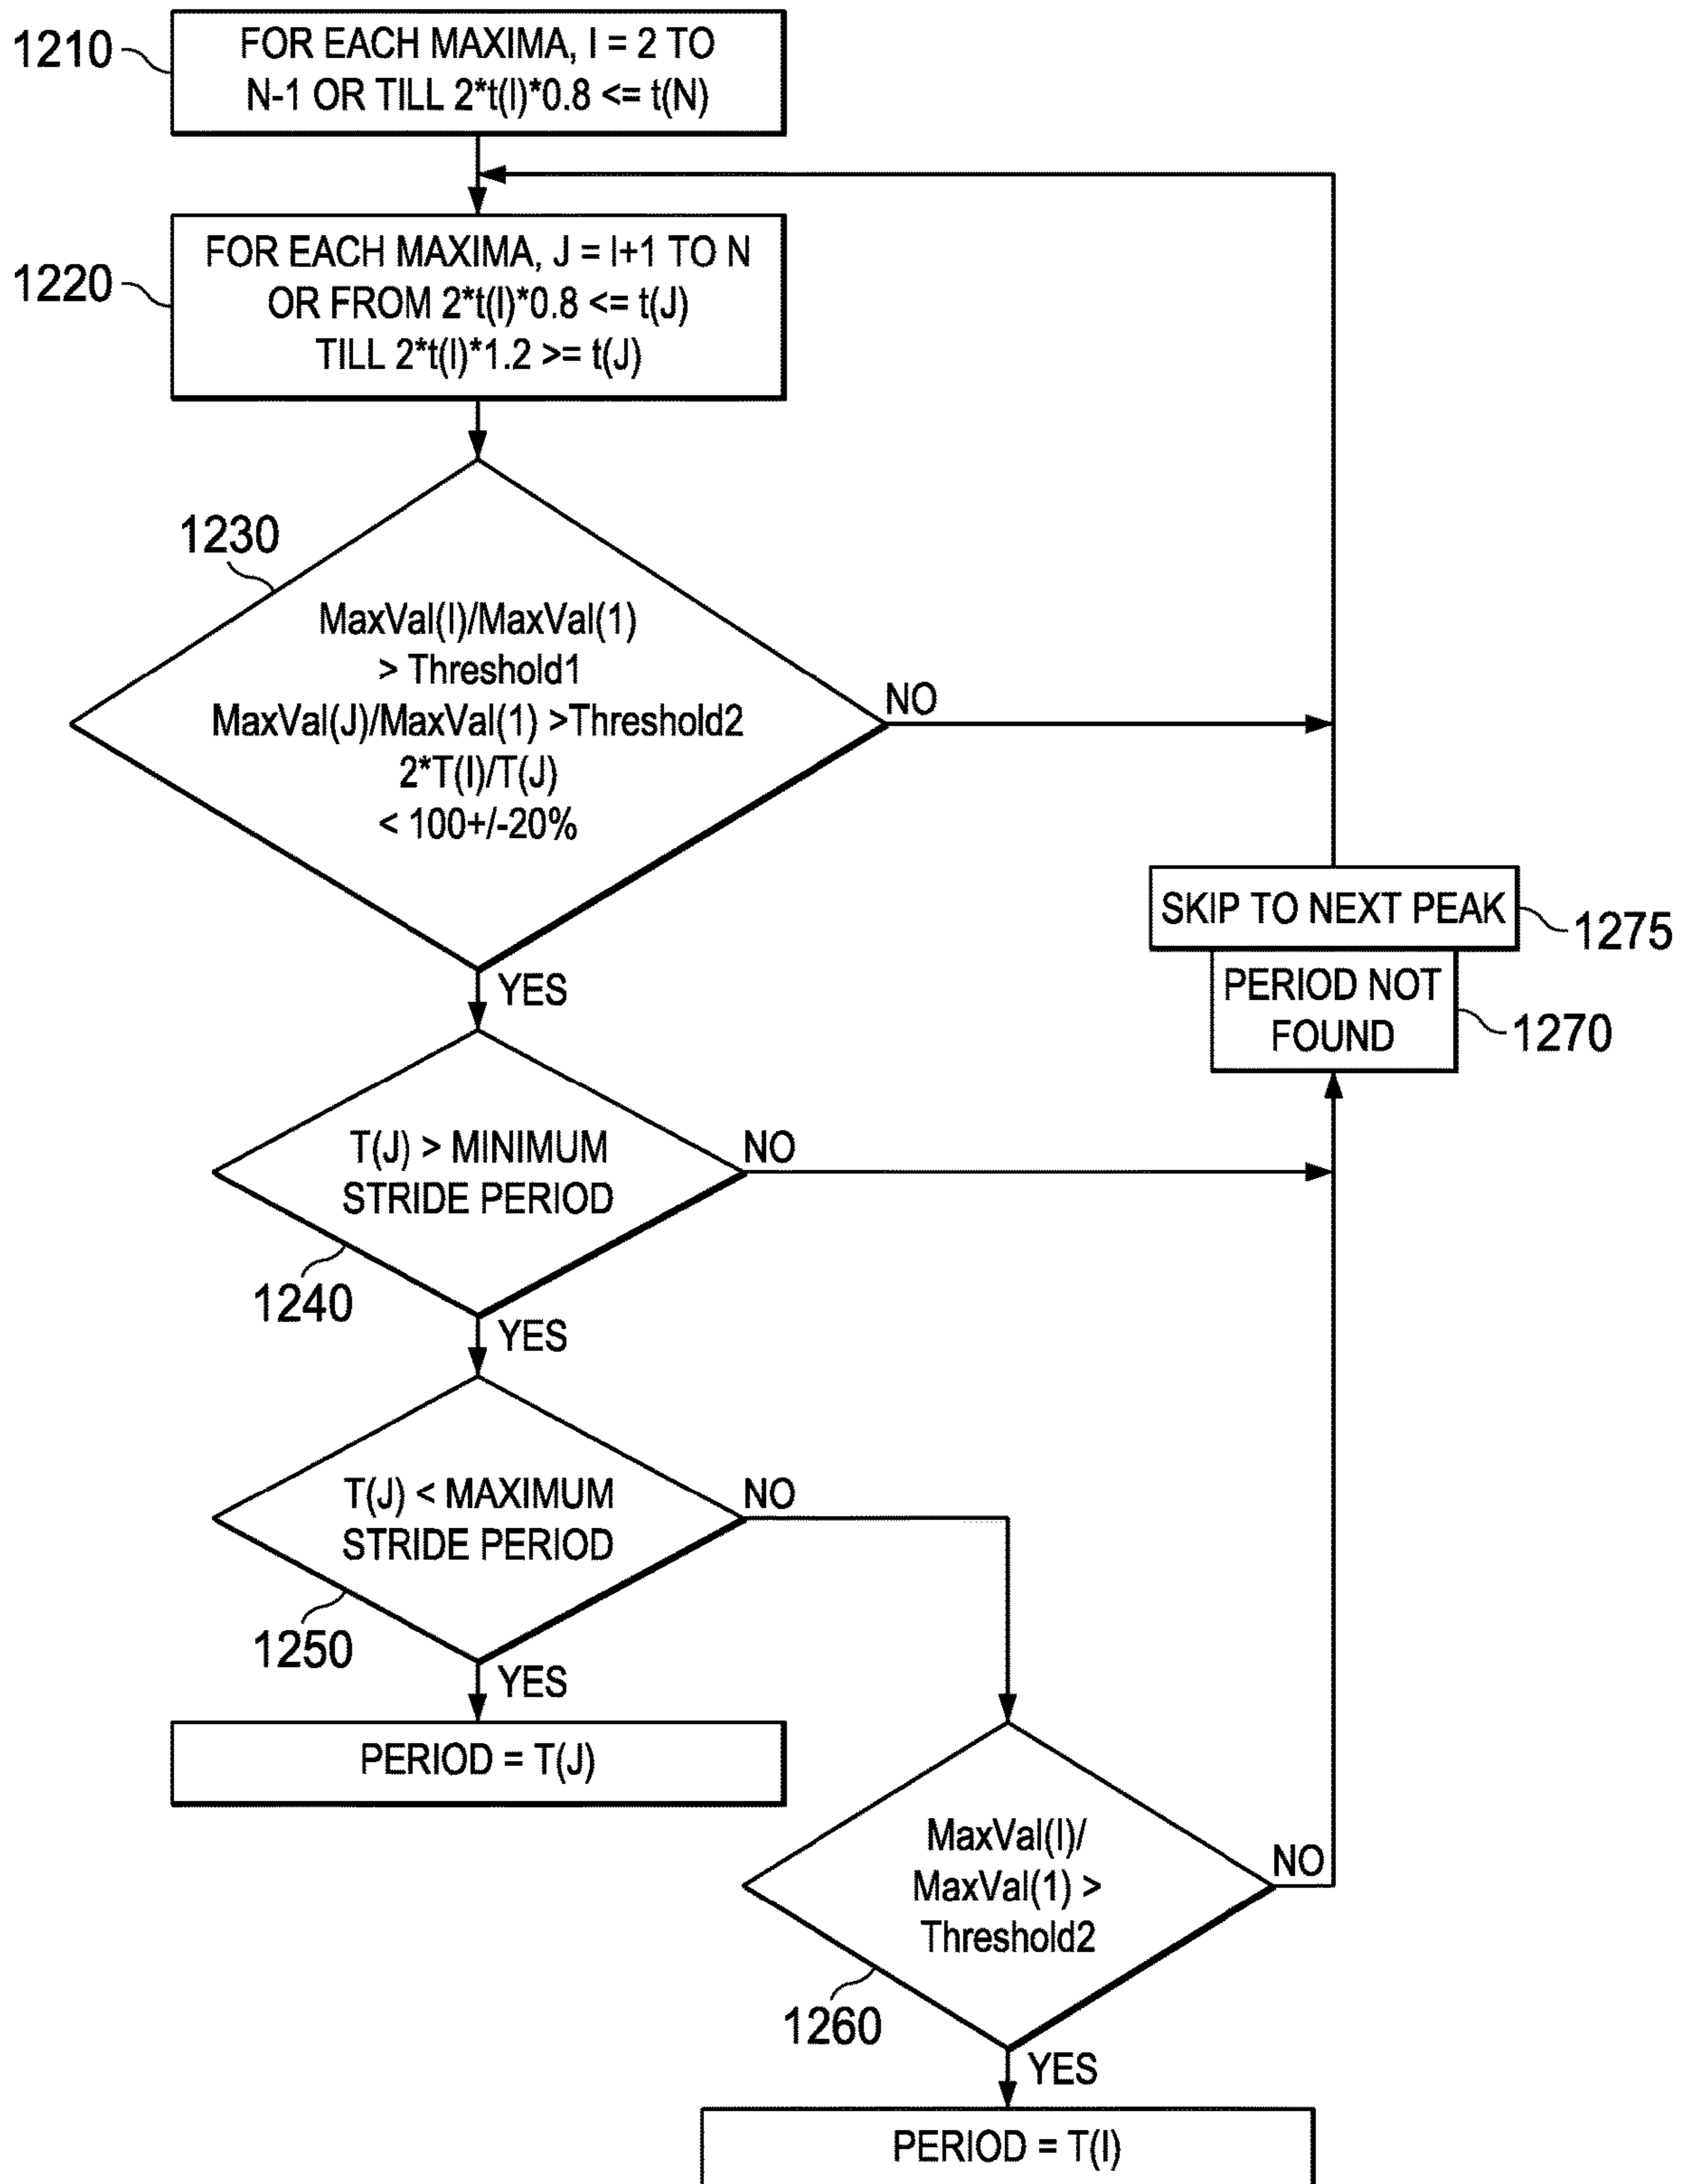 1210
FOR EACH MAXIMA, I = 2 TO
N-1 OR TILL 2*t(I)*0.8 <= t(N)
1220
FOR EACH MAXIMA, J = I+1 TO N
OR FROM 2*t(I)*0.8 <= t(J)
TILL 2*t(I)*1.2 >= t(J)
1230
MaxVal(I)/MaxVal(1)
> Threshold1
MaxVal(J)/MaxVal(1) >Threshold2
2*T(I)/T(J)
< 100+/-20%
NO
YES
SKIP TO NEXT PEAK
1275
PERIOD NOT
FOUND
1270
T(J) > MINIMUM
STRIDE PERIOD
NO
1240
YES
T(J) < MAXIMUM
STRIDE PERIOD
NO
1250
YES
PERIOD = T(J)
MaxVal(I)/
MaxVal(1) >
Threshold2
NO
1260
YES
PERIOD = T(I)